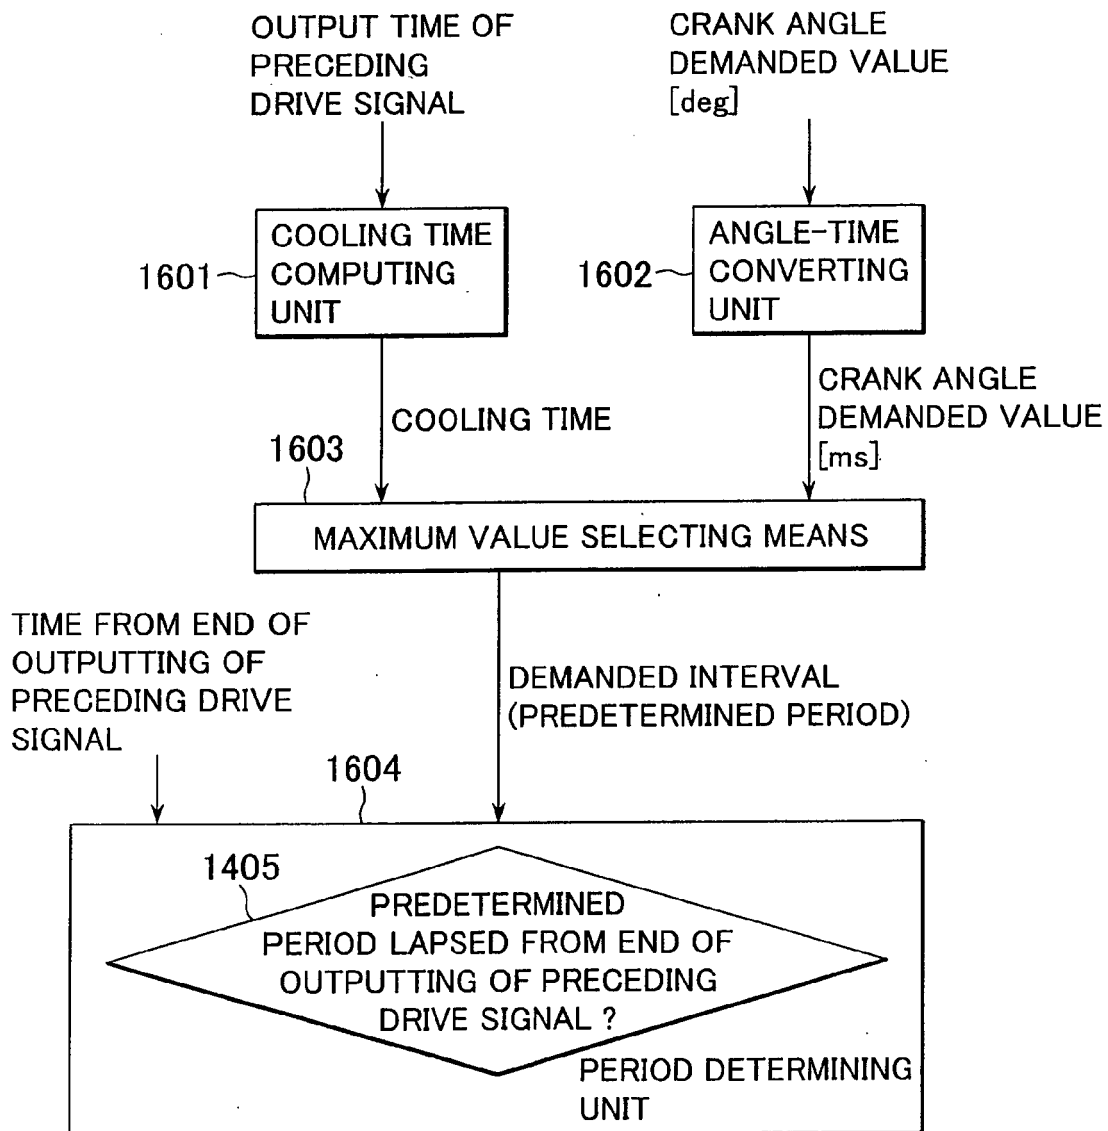 OUTPUT TIME OF
PRECEDING
DRIVE SIGNAL
CRANK ANGLE
DEMANDED VALUE
[deg]
COOLING TIME
COMPUTING
UNIT
1601
ANGLE-TIME
CONVERTING
UNIT
1602
COOLING TIME
CRANK ANGLE
DEMANDED VALUE
[ms]
1603
MAXIMUM VALUE SELECTING MEANS
TIME FROM END OF
OUTPUTTING OF
PRECEDING DRIVE
SIGNAL
DEMANDED INTERVAL
(PREDETERMINED PERIOD)
1604
1405
PREDETERMINED
PERIOD LAPSED FROM END OF
OUTPUTTING OF PRECEDING
DRIVE SIGNAL ?
PERIOD DETERMINING
UNIT